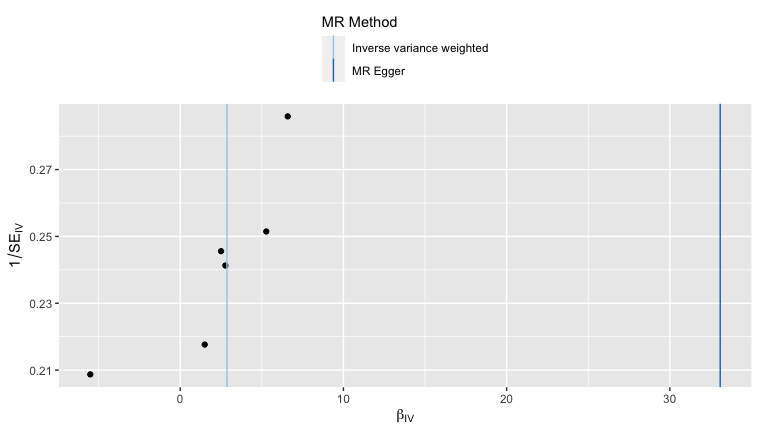 MR Method
Inverse variance weighted
MR Egger
0.27
0.25
0.23
0.21
1/SE_IV
0
10
20
30
β_IV